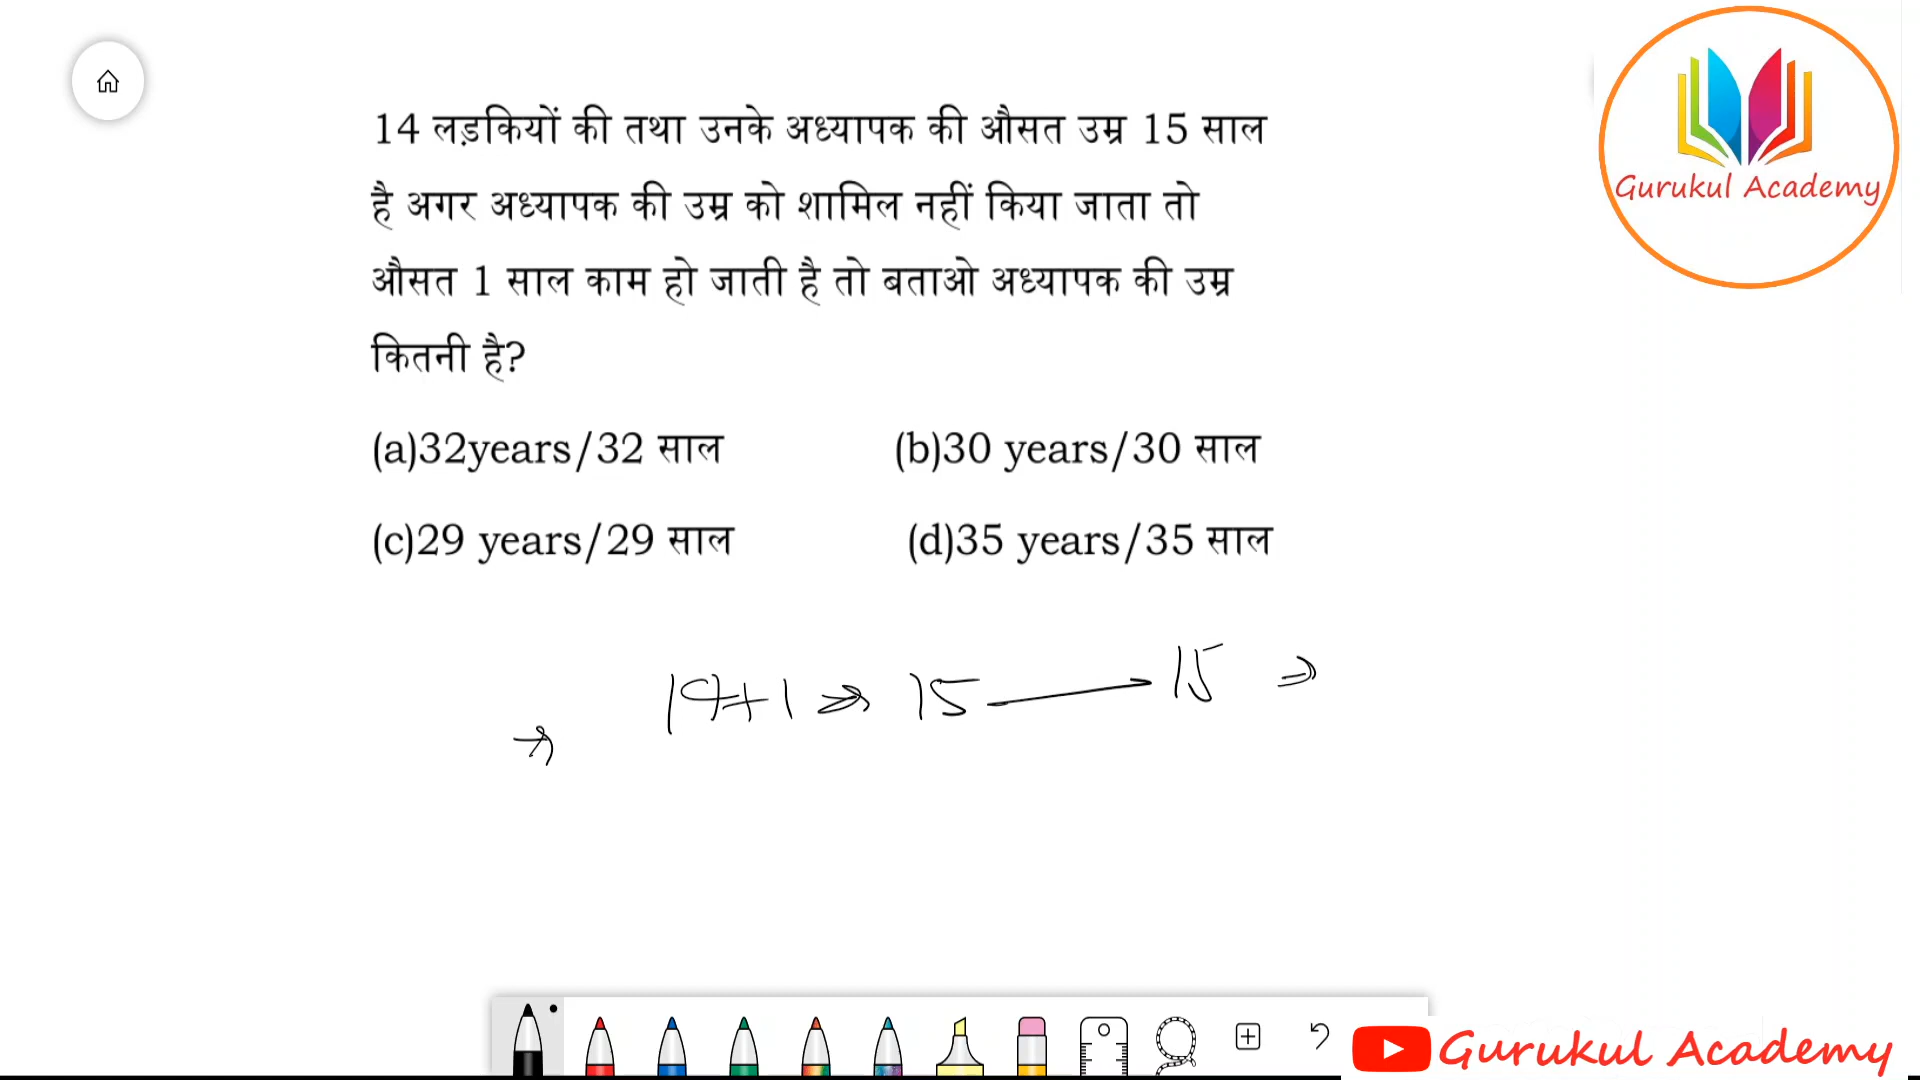 14 लड़कियों की तथा उनके अध्यापक की औसत उम्र 15 साल
है अगर अध्यापक की उम्र को शामिल नहीं किया जाता तो
औसत 1 साल काम हो जाती है तो बताओ अध्यापक की उम्र
कितनी है?
(a)32years/32 साल (b)30 years/30 साल
(c)29 years/29 साल (d)35 years/35 साल
14+1 ⇒ 15 → 15 ⇒
→
Gurukul Academy
Gurukul Academy